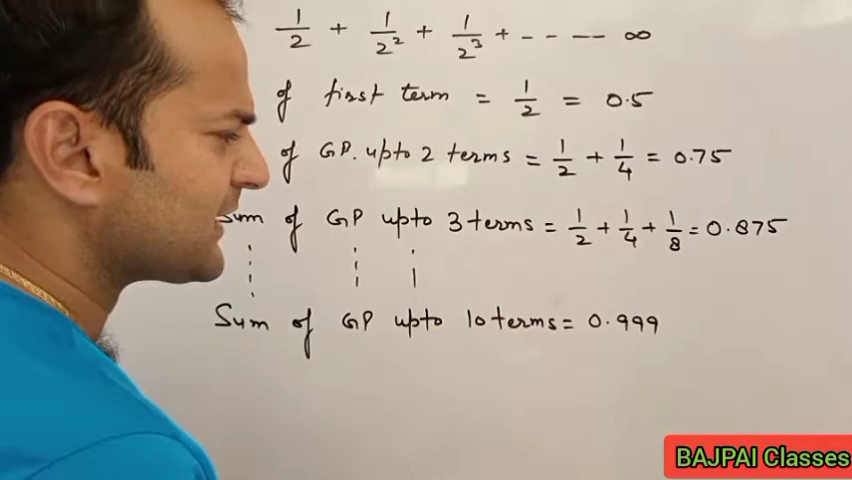 1/2 + 1/2² + 1/2³ + - - - - - ∞
of first term = 1/2 = 0.5
of GP. upto 2 terms = 1/2 + 1/4 = 0.75
Sum of GP upto 3 terms = 1/2 + 1/4 + 1/8 = 0.875
Sum of GP upto 10 terms = 0.999
BAJPAI Classes